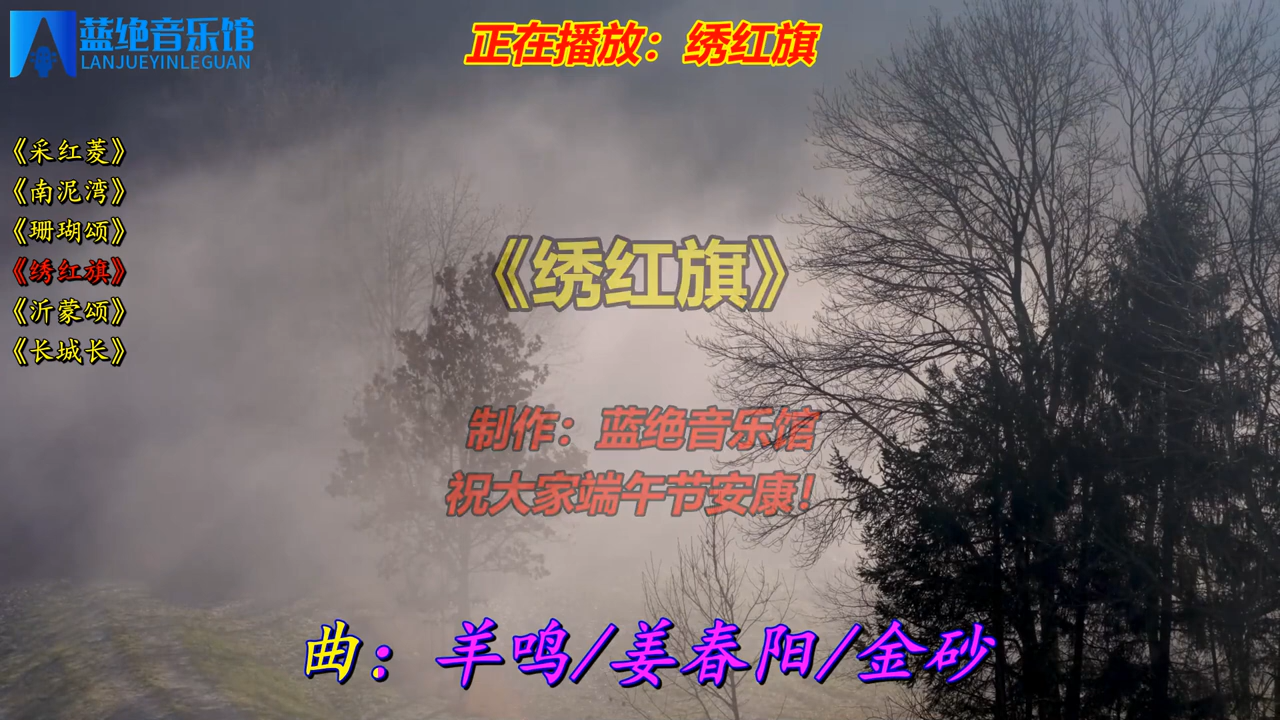 蓝绝音乐馆
LANJUEYINLEGUAN
正在播放：绣红旗
《采红菱》
《南泥湾》
《珊瑚颂》
《绣红旗》
《沂蒙颂》
《长城长》
《绣红旗》
制作：蓝绝音乐馆
祝大家端午节安康！
曲：羊鸣/姜春阳/金砂